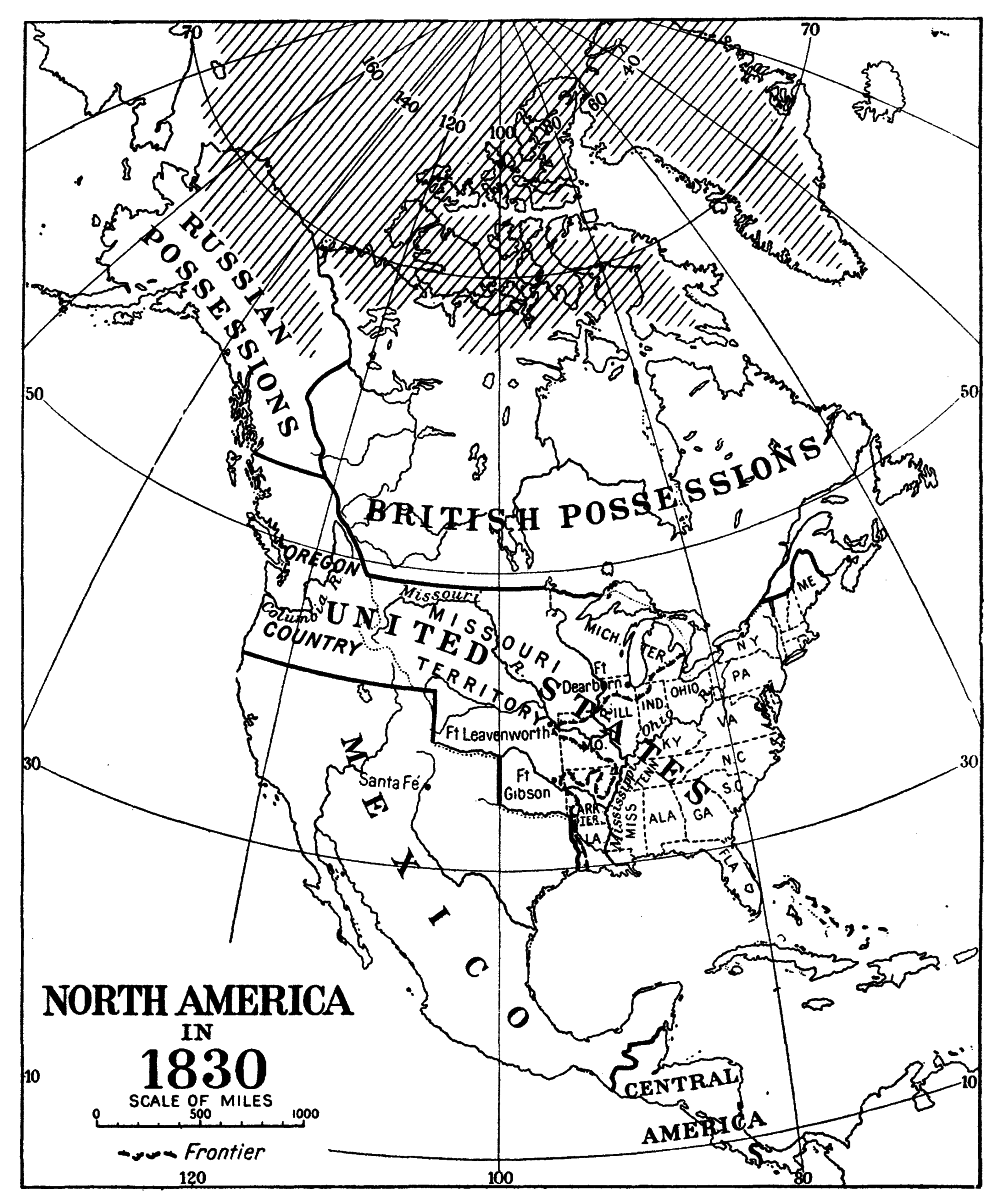 70
70
160
140
120
100
80
60
40
RUSSIAN
POSSESSIONS
50
50
BRITISH POSSESSIONS
OREGON
COUNTRY
Columbia R.
Missouri
R.
UNITED STATES
MISSOURI
TERRITORY
MICH.
TER.
ME
N Y
PA
Ft
Dearborn
ILL
IND.
OHIO
Ohio R.
VA
KY
Ft Leavenworth
MO.
N C
TENN
S C
30
30
Santa Fé
Ft
Gibson
ARK
TER.
Mississippi
MISS
ALA
GA
LA
FLA
MEXICO
CENTRAL
AMERICA
NORTH AMERICA
IN
1830
SCALE OF MILES
0 500 1000
Frontier
10
10
120
100
80